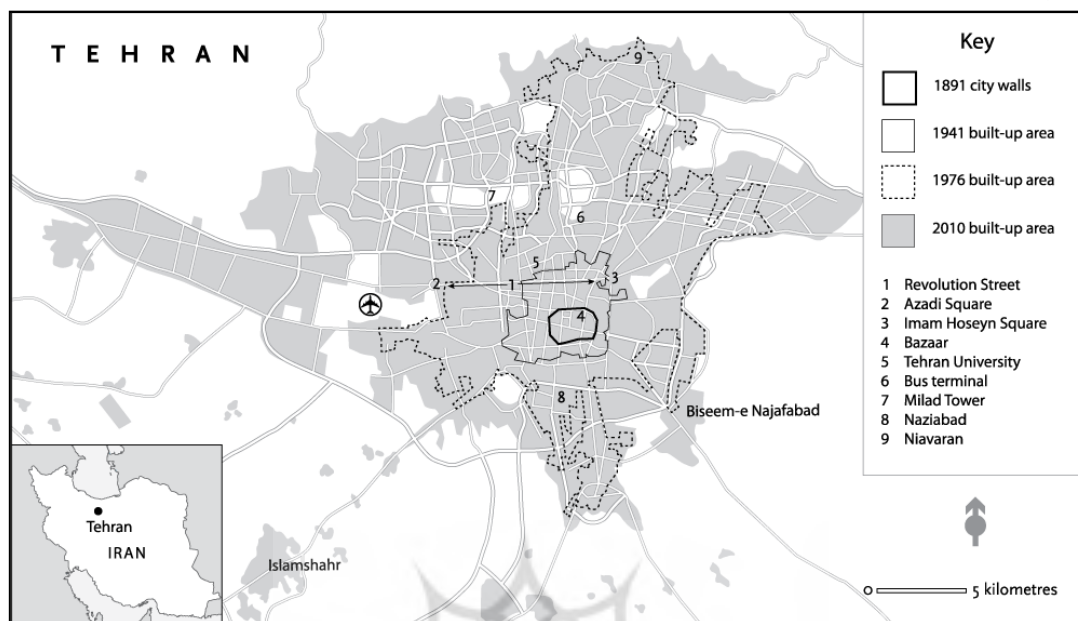 TEHRAN
9
7
6
5
2
1
3
4
8
Biseem-e Najafabad
Islamshahr
Tehran
IRAN
Key
1891 city walls
1941 built-up area
1976 built-up area
2010 built-up area
1 Revolution Street
2 Azadi Square
3 Imam Hoseyn Square
4 Bazaar
5 Tehran University
6 Bus terminal
7 Milad Tower
8 Naziabad
9 Niavaran
5 kilometres